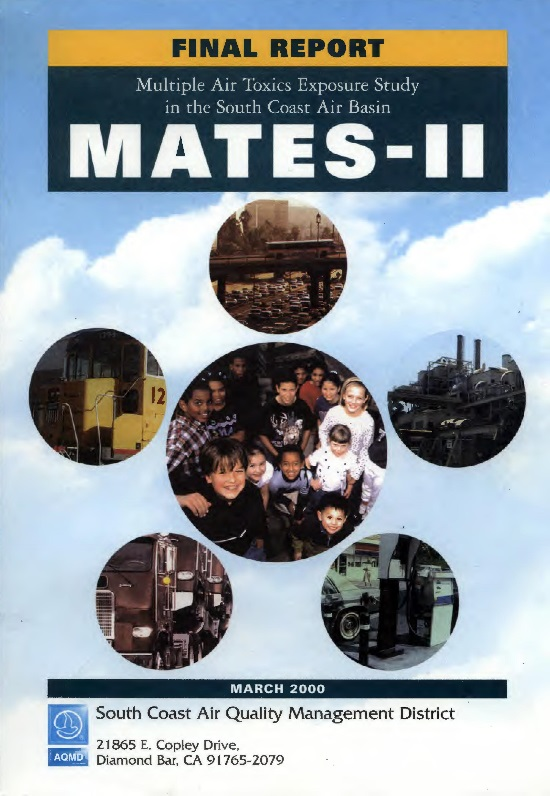 FINAL REPORT
Multiple Air Toxics Exposure Study
in the South Coast Air Basin
MATES-II
12
MARCH 2000
South Coast Air Quality Management District
AQMD
21865 E. Copley Drive,
Diamond Bar, CA 91765-2079